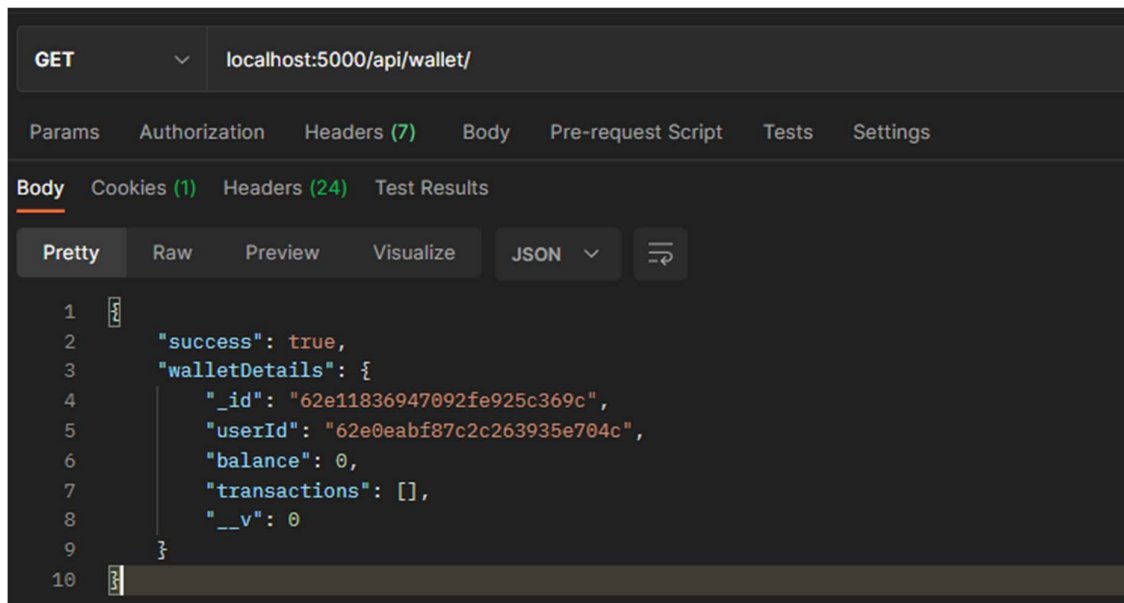 GET localhost:5000/api/wallet/
Params Authorization Headers (7) Body Pre-request Script Tests Settings
Body Cookies (1) Headers (24) Test Results
Pretty Raw Preview Visualize JSON
1 {
2 "success": true,
3 "walletDetails": {
4 "_id": "62e11836947092fe925c369c",
5 "userId": "62e0eabf87c2c263935e704c",
6 "balance": 0,
7 "transactions": [],
8 "__v": 0
9 }
10 }